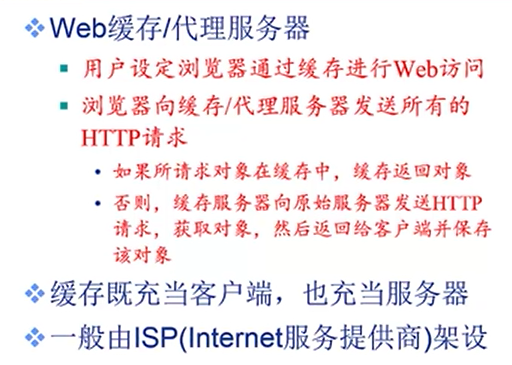 Web缓存/代理服务器
用户设定浏览器通过缓存进行Web访问
浏览器向缓存/代理服务器发送所有的
HTTP请求
如果所请求对象在缓存中，缓存返回对象
否则，缓存服务器向原始服务器发送HTTP
请求，获取对象，然后返回给客户端并保存
该对象
缓存既充当客户端，也充当服务器
一般由ISP(Internet服务提供商)架设